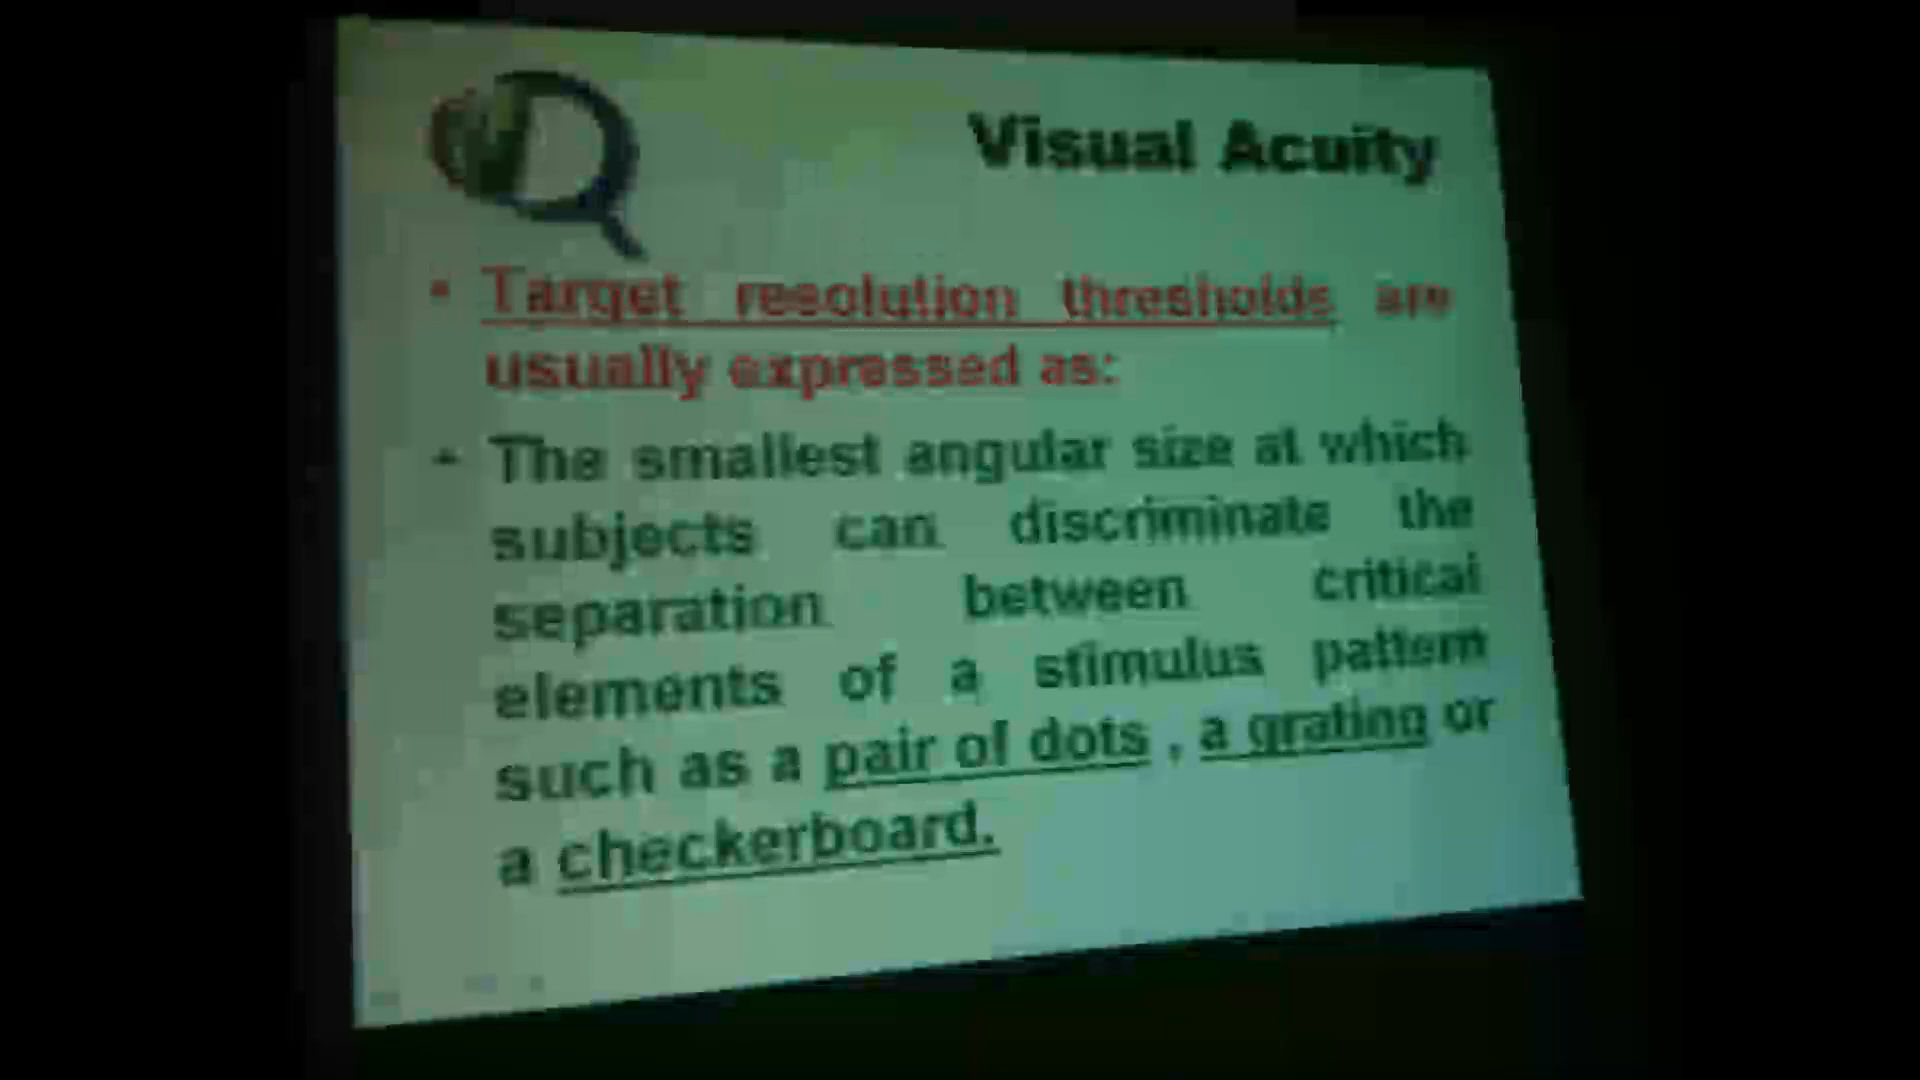 Visual Acuity
• Target resolution thresholds are
usually expressed as:
• The smallest angular size at which
subjects can discriminate the
separation between critical
elements of a stimulus pattern
such as a pair of dots , a grating or
a checkerboard.